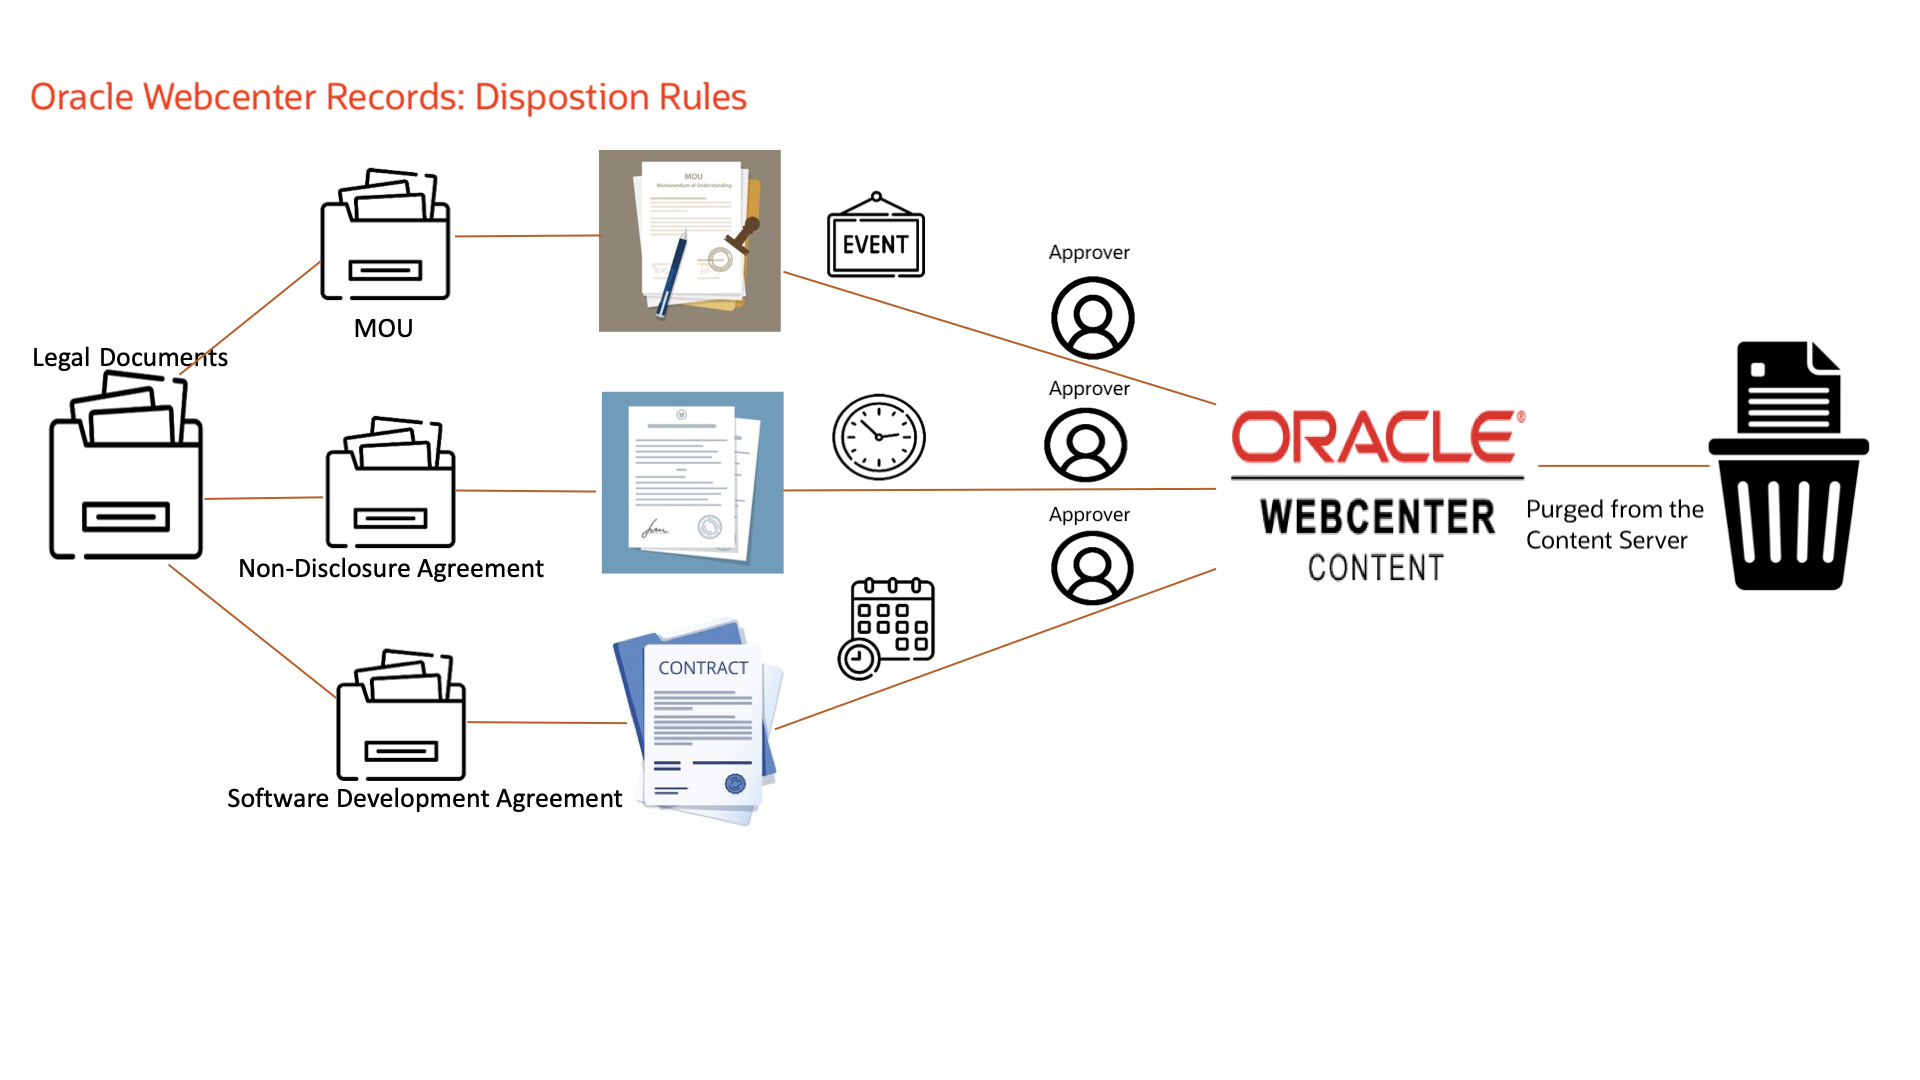 Oracle Webcenter Records: Dispostion Rules
MOU
Memorandum of Understanding
EVENT
Approver
MOU
Legal Documents
Approver
ORACLE®
WEBCENTER
CONTENT
Purged from the
Content Server
Approver
Non-Disclosure Agreement
CONTRACT
Software Development Agreement